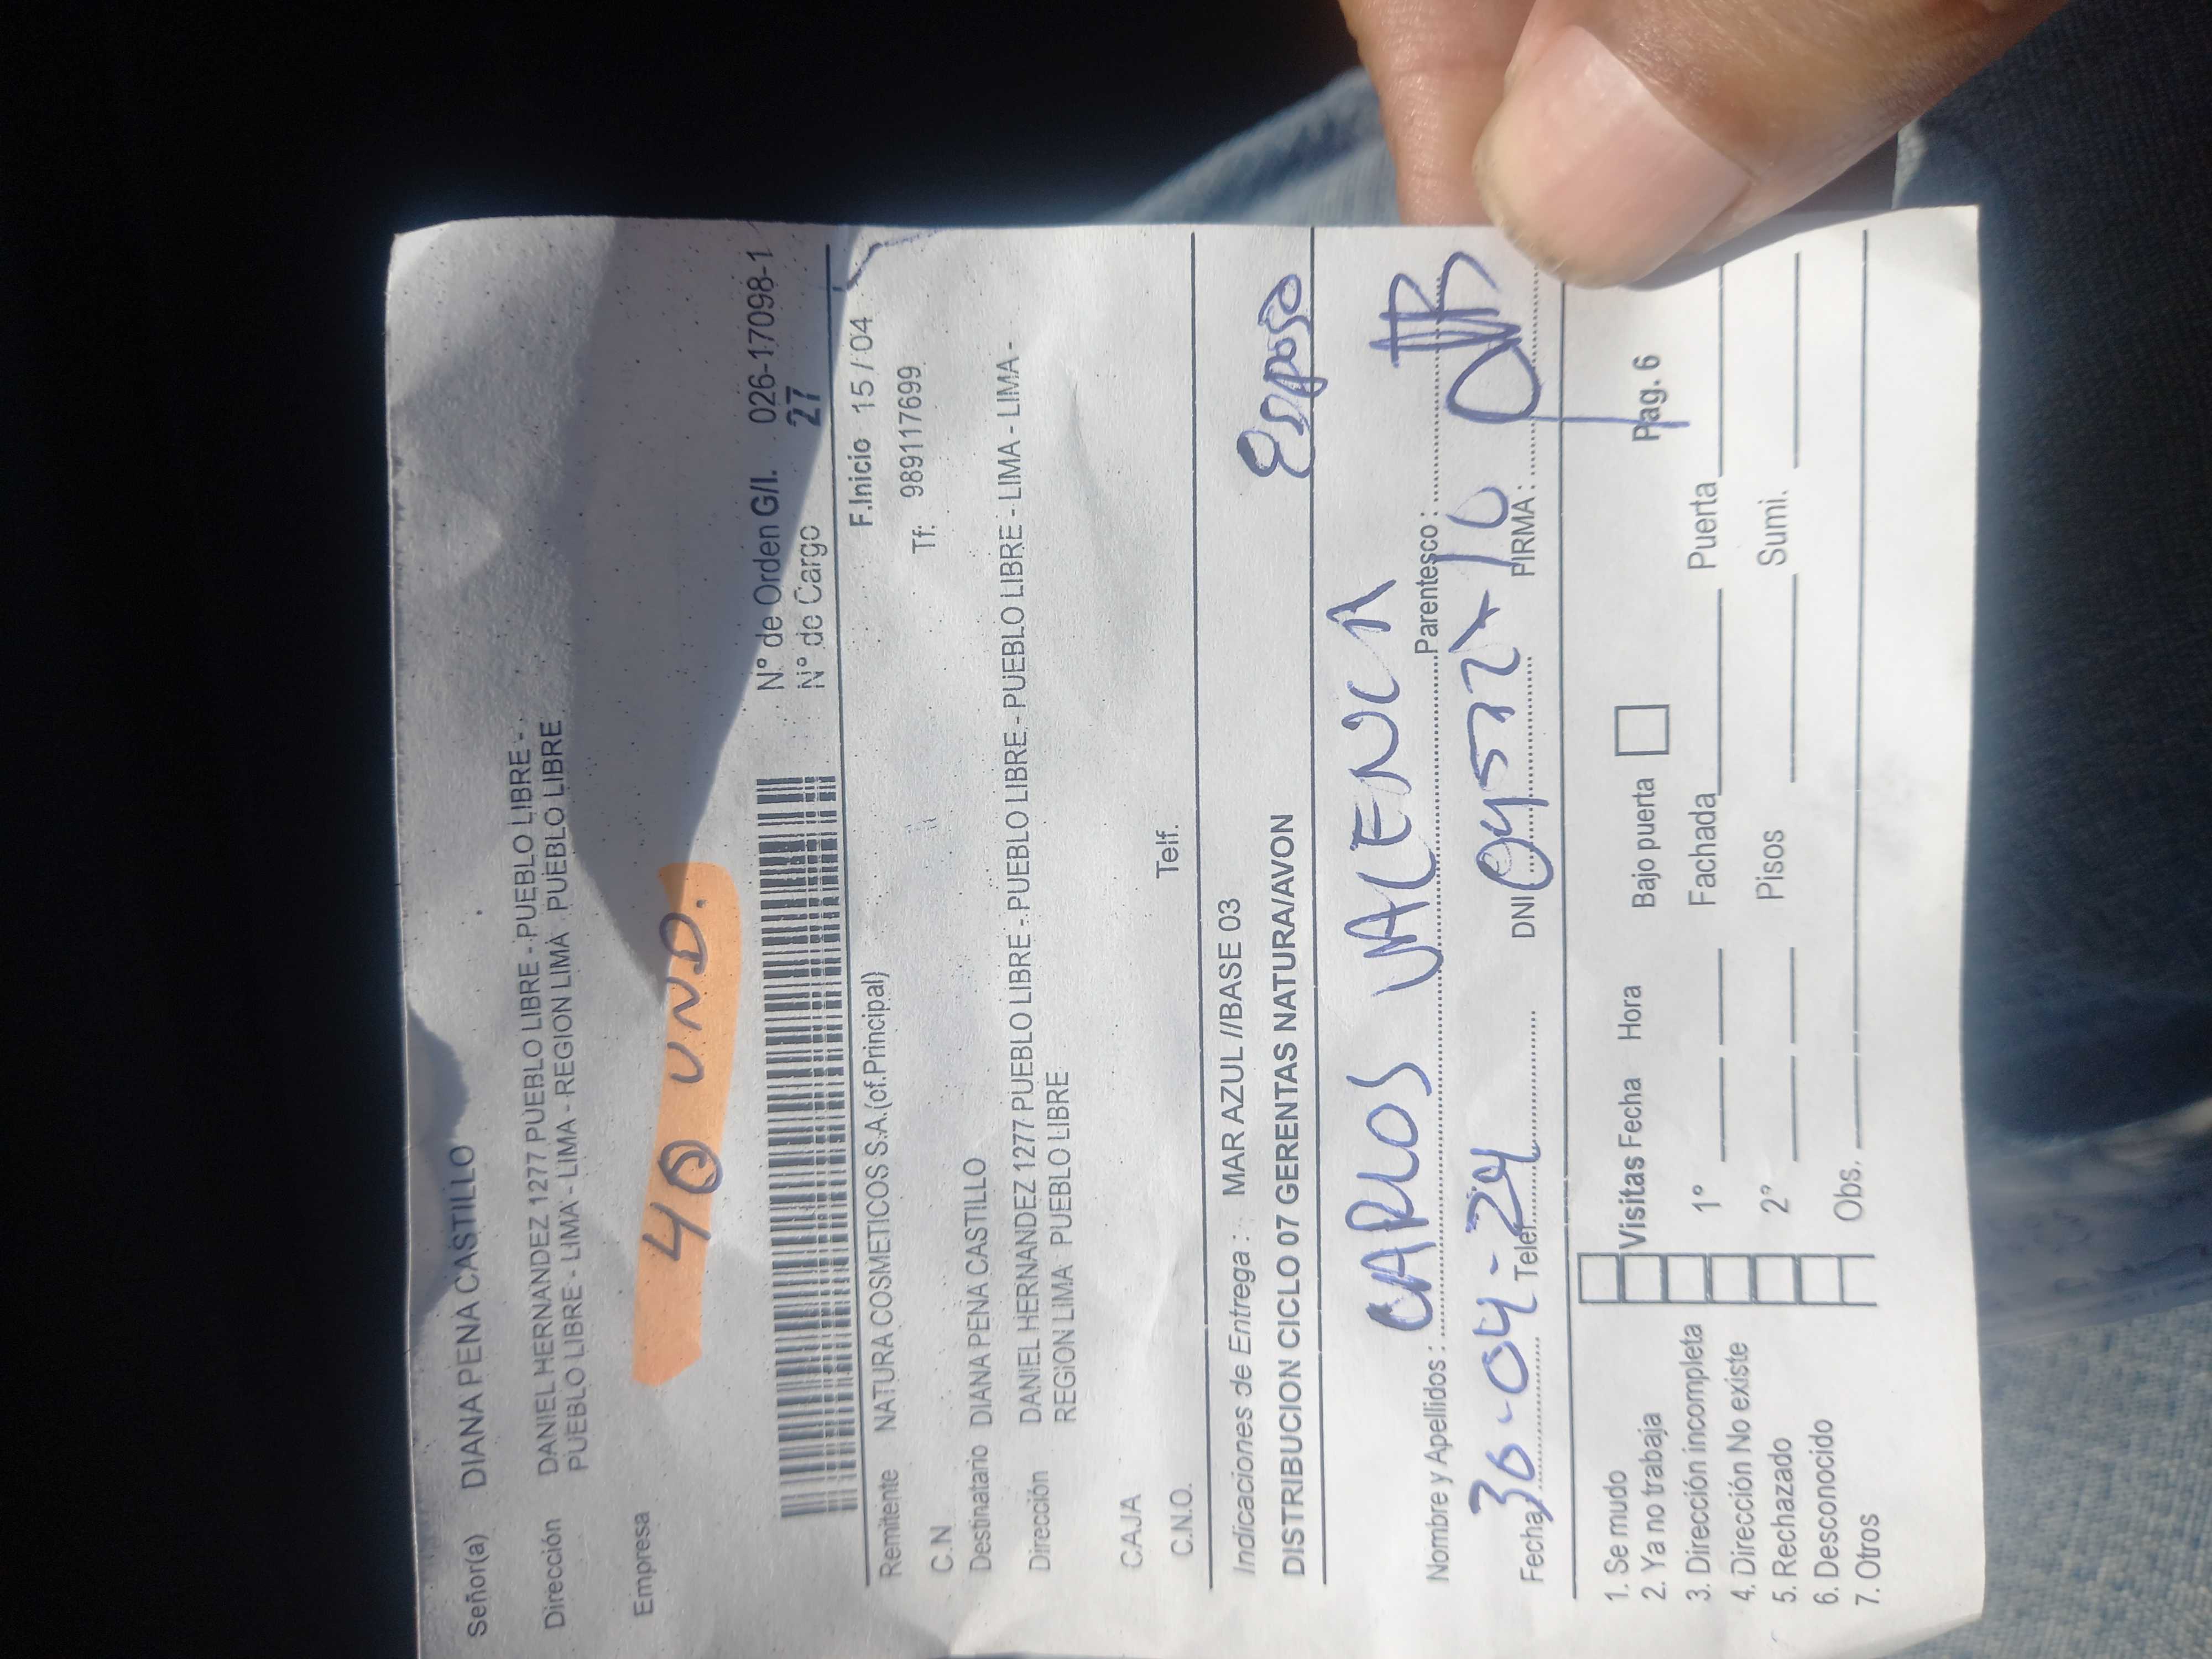 Señor(a) DIANA PENA CASTILLO
Dirección DANIEL HERNANDEZ 1277 PUEBLO LIBRE - PUEBLO LIBRE -
PUEBLO LIBRE - LIMA - LIMA - REGION LIMA PUEBLO LIBRE
Empresa
40 UND.
N° de Orden G/I. 026-17098-1
N° de Cargo 27
F.Inicio 15 / 04
Remitente NATURA COSMETICOS S.A.(of.Principal)
C.N Tf: 989117699
Destinatario DIANA PENA CASTILLO
Dirección DANIEL HERNANDEZ 1277 PUEBLO LIBRE - PUEBLO LIBRE - PUEBLO LIBRE - LIMA - LIMA -
REGION LIMA PUEBLO LIBRE
CAJA
C.N.O. Telf.
Indicaciones de Entrega : MAR AZUL //BASE 03
DISTRIBUCION CICLO 07 GERENTAS NATURA/AVON
Esposo
Nombre y Apellidos : CARLOS VALENCIA Parentesco :
Fecha 30-04-24 Telef. DNI FIRMA :
1. Se mudo
2. Ya no trabaja
3. Dirección incompleta
4. Dirección No existe
5. Rechazado
6. Desconocido
7. Otros
Visitas Fecha Hora Bajo puerta Pag. 6
1° Fachada Puerta
2° Pisos Sumi.
Obs.